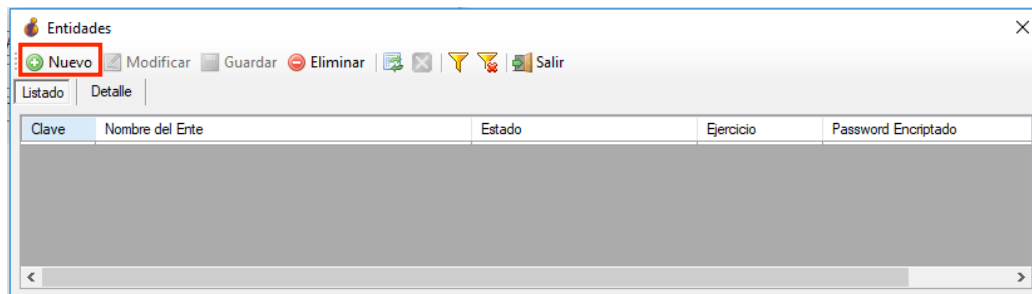 Entidades
Nuevo Modificar Guardar Eliminar Salir
Listado Detalle
Clave Nombre del Ente Estado Ejercicio Password Encriptado